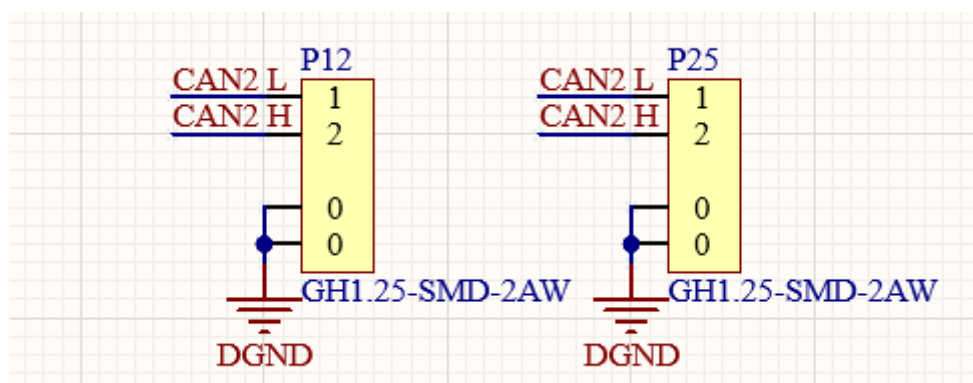 P12
CAN2 L
1
CAN2 H
2
0
0
GH1.25-SMD-2AW
DGND
P25
CAN2 L
1
CAN2 H
2
0
0
GH1.25-SMD-2AW
DGND